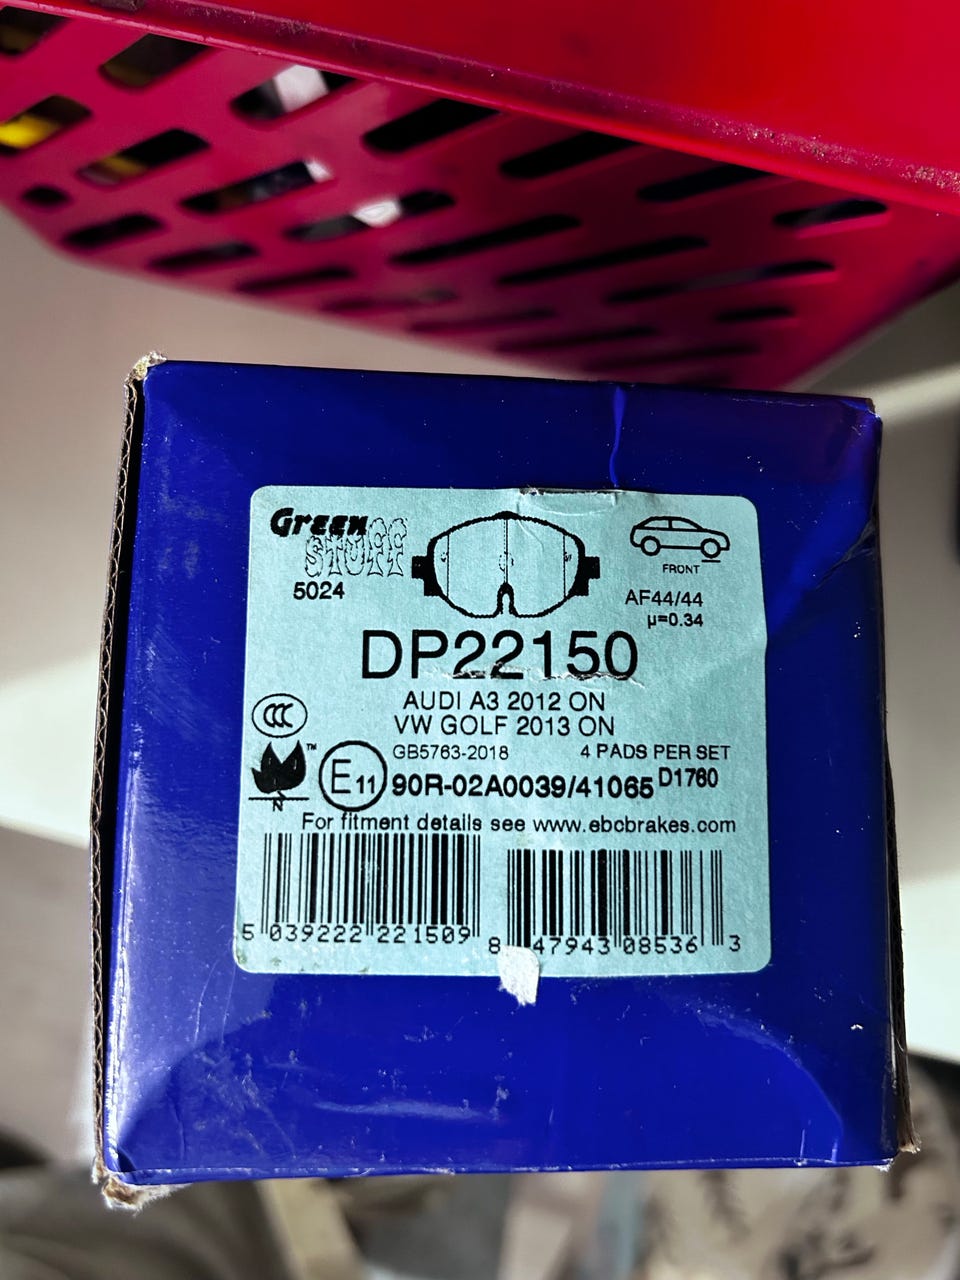 Green
STUFF
5024
FRONT
AF44/44
µ=0.34
DP22150
AUDI A3 2012 ON
VW GOLF 2013 ON
CCC
GB5763-2018 4 PADS PER SET
™
N
E11 90R-02A0039/41065 D1760
For fitment details see www.ebcbrakes.com
5 039222 221509
8 47943 08536 3